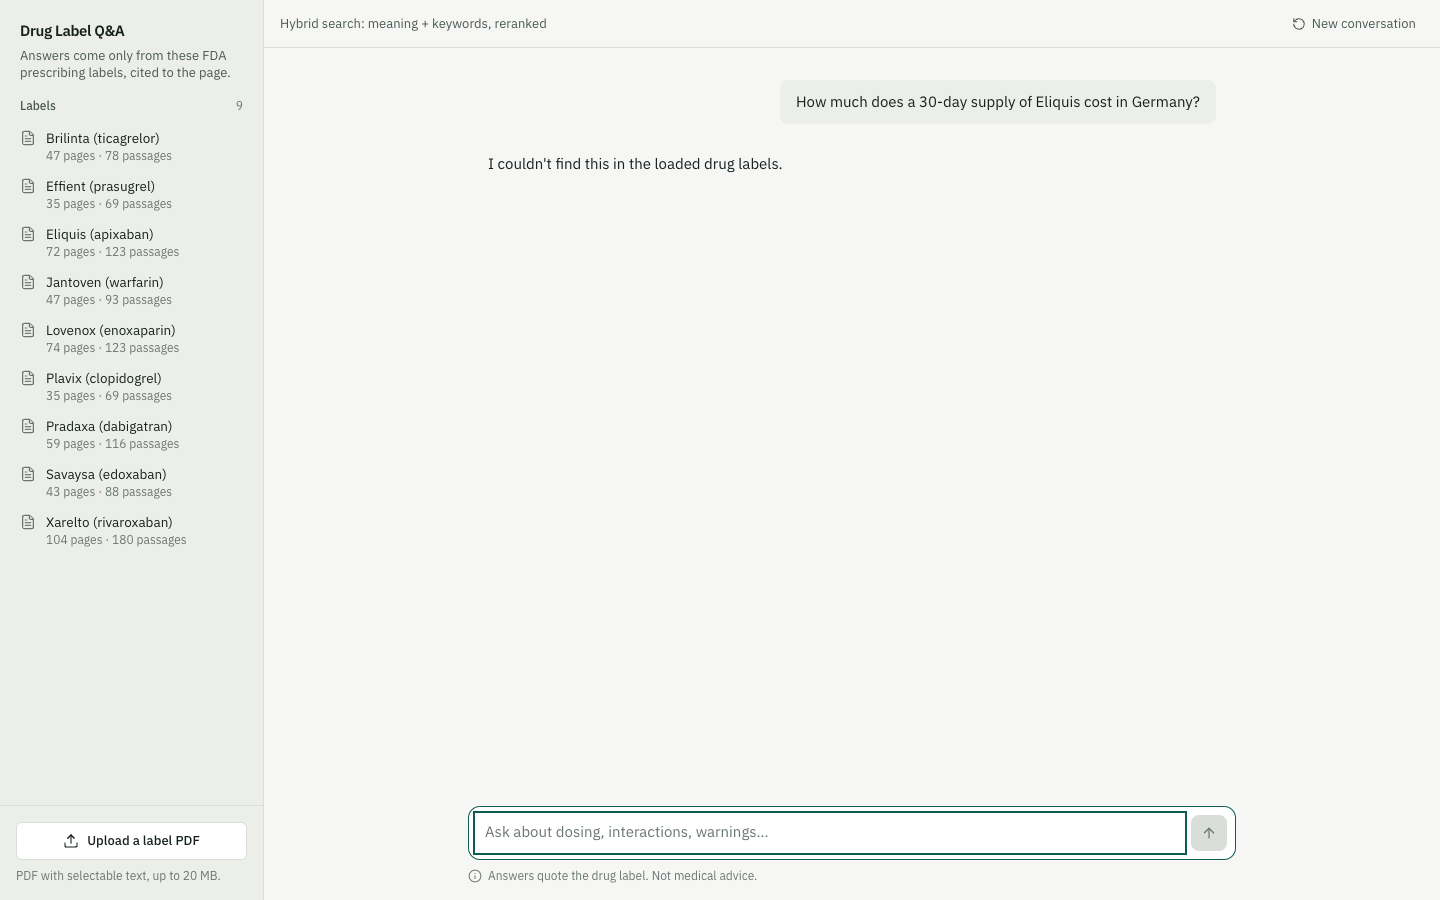 Drug Label Q&A
Answers come only from these FDA
prescribing labels, cited to the page.
Labels 9
Brilinta (ticagrelor)
47 pages · 78 passages
Effient (prasugrel)
35 pages · 69 passages
Eliquis (apixaban)
72 pages · 123 passages
Jantoven (warfarin)
47 pages · 93 passages
Lovenox (enoxaparin)
74 pages · 123 passages
Plavix (clopidogrel)
35 pages · 69 passages
Pradaxa (dabigatran)
59 pages · 116 passages
Savaysa (edoxaban)
43 pages · 88 passages
Xarelto (rivaroxaban)
104 pages · 180 passages
Upload a label PDF
PDF with selectable text, up to 20 MB.
Hybrid search: meaning + keywords, reranked
New conversation
How much does a 30-day supply of Eliquis cost in Germany?
I couldn't find this in the loaded drug labels.
Ask about dosing, interactions, warnings...
Answers quote the drug label. Not medical advice.